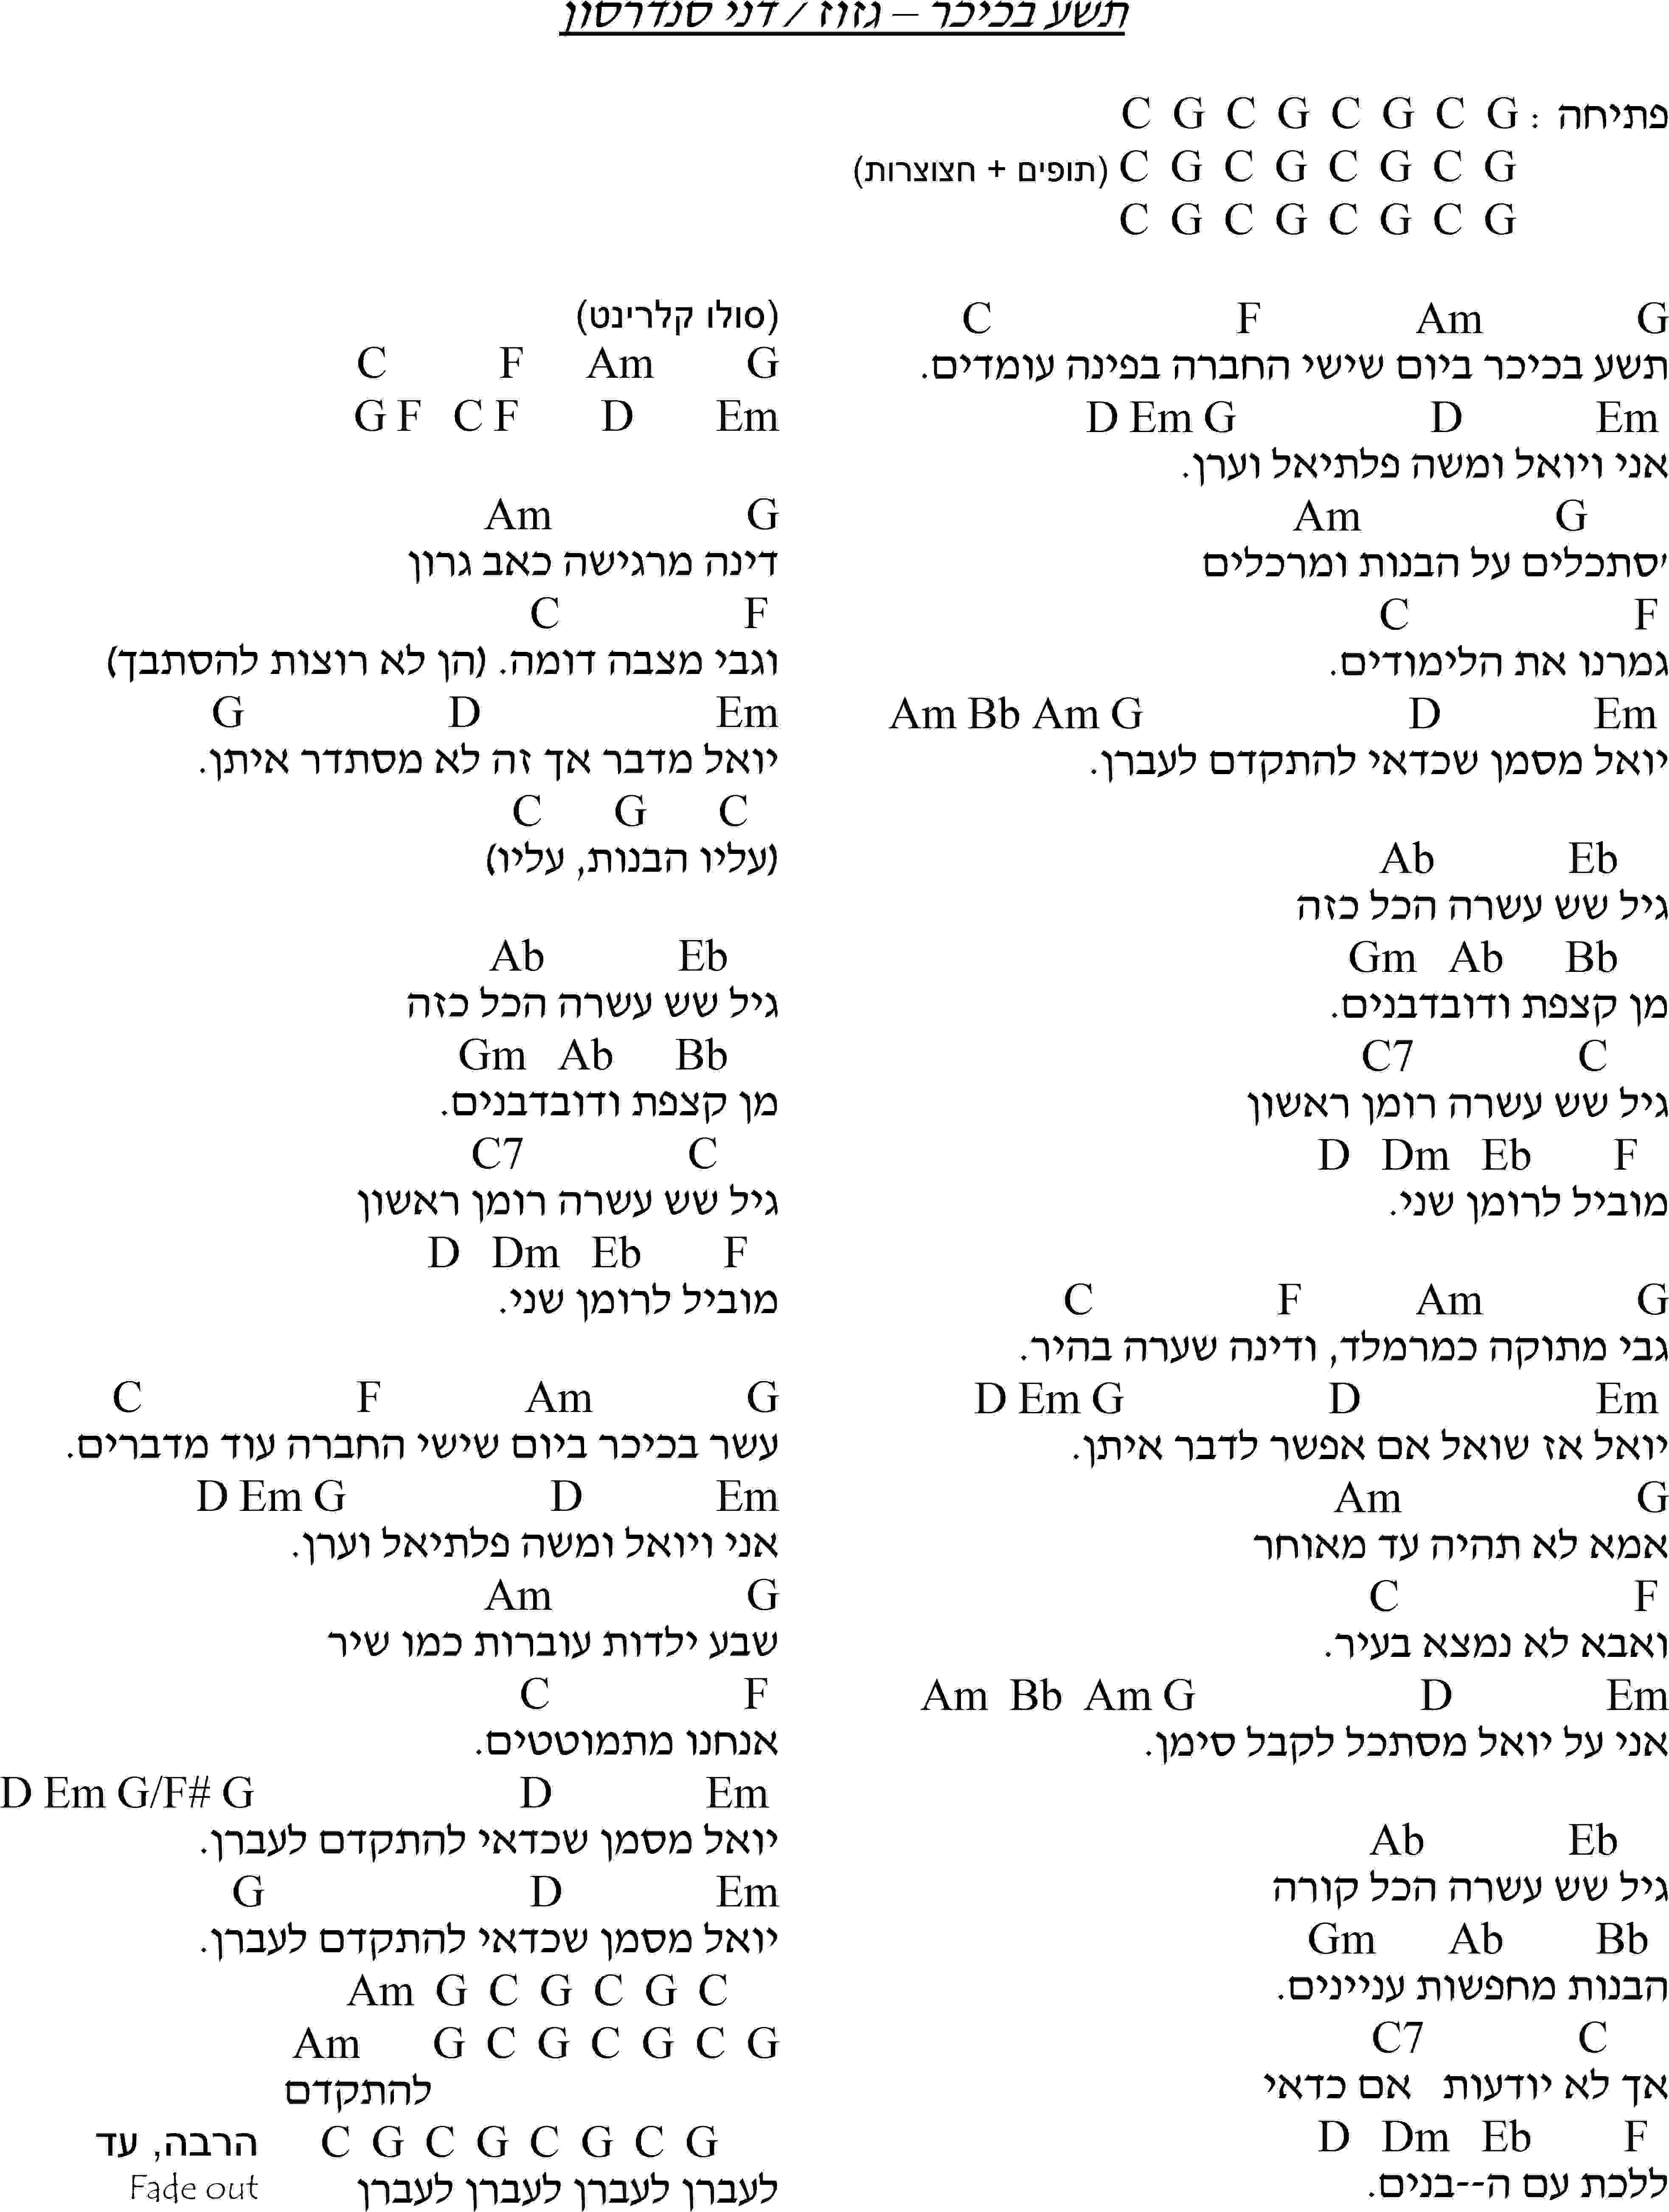 תשע בכיכר – גזוז / דני סנדרסון
פתיחה : C G C G C G C G
C G C G C G C G (תופים + חצוצרות)
C G C G C G C G
C F Am G
תשע בכיכר ביום שישי החברה בפינה עומדים.
D Em G D Em
אני ויואל ומשה פלתיאל וערן.
Am G
סתכלים על הבנות ומרכלים
C F
גמרנו את הלימודים.
Am Bb Am G D Em
יואל מסמן שכדאי להתקדם לעברן.
Ab Eb
גיל שש עשרה הכל כזה
Gm Ab Bb
מן קצפת ודובדבנים.
C7 C
גיל שש עשרה רומן ראשון
D Dm Eb F
מוביל לרומן שני.
C F Am G
גבי מתוקה כמרמלד, ודינה שערה בהיר.
D Em G D Em
יואל אז שואל אם אפשר לדבר איתן.
Am G
אמא לא תהיה עד מאוחר
C F
ואבא לא נמצא בעיר.
Am Bb Am G D Em
אני על יואל מסתכל לקבל סימן.
Ab Eb
גיל שש עשרה הכל קורה
Gm Ab Bb
הבנות מחפשות עניינים.
C7 C
אך לא יודעות אם כדאי
D Dm Eb F
ללכת עם ה--בנים.
(סולו קלרינט)
C F Am G
G F C F D Em
Am G
דינה מרגישה כאב גרון
C F
וגבי מצבה דומה. (הן לא רוצות להסתבך)
G D Em
יואל מדבר אך זה לא מסתדר איתן.
C G C
(עליו הבנות, עליו)
Ab Eb
גיל שש עשרה הכל כזה
Gm Ab Bb
מן קצפת ודובדבנים.
C7 C
גיל שש עשרה רומן ראשון
D Dm Eb F
מוביל לרומן שני.
C F Am G
עשר בכיכר ביום שישי החברה עוד מדברים.
D Em G D Em
אני ויואל ומשה פלתיאל וערן.
Am G
שבע ילדות עוברות כמו שיר
C F
אנחנו מתמוטטים.
D Em G/F# G D Em
יואל מסמן שכדאי להתקדם לעברן.
G D Em
יואל מסמן שכדאי להתקדם לעברן.
Am G C G C G C
Am G C G C G C G
להתקדם
C G C G C G C G הרבה, עד
לעברן לעברן לעברן לעברן Fade out